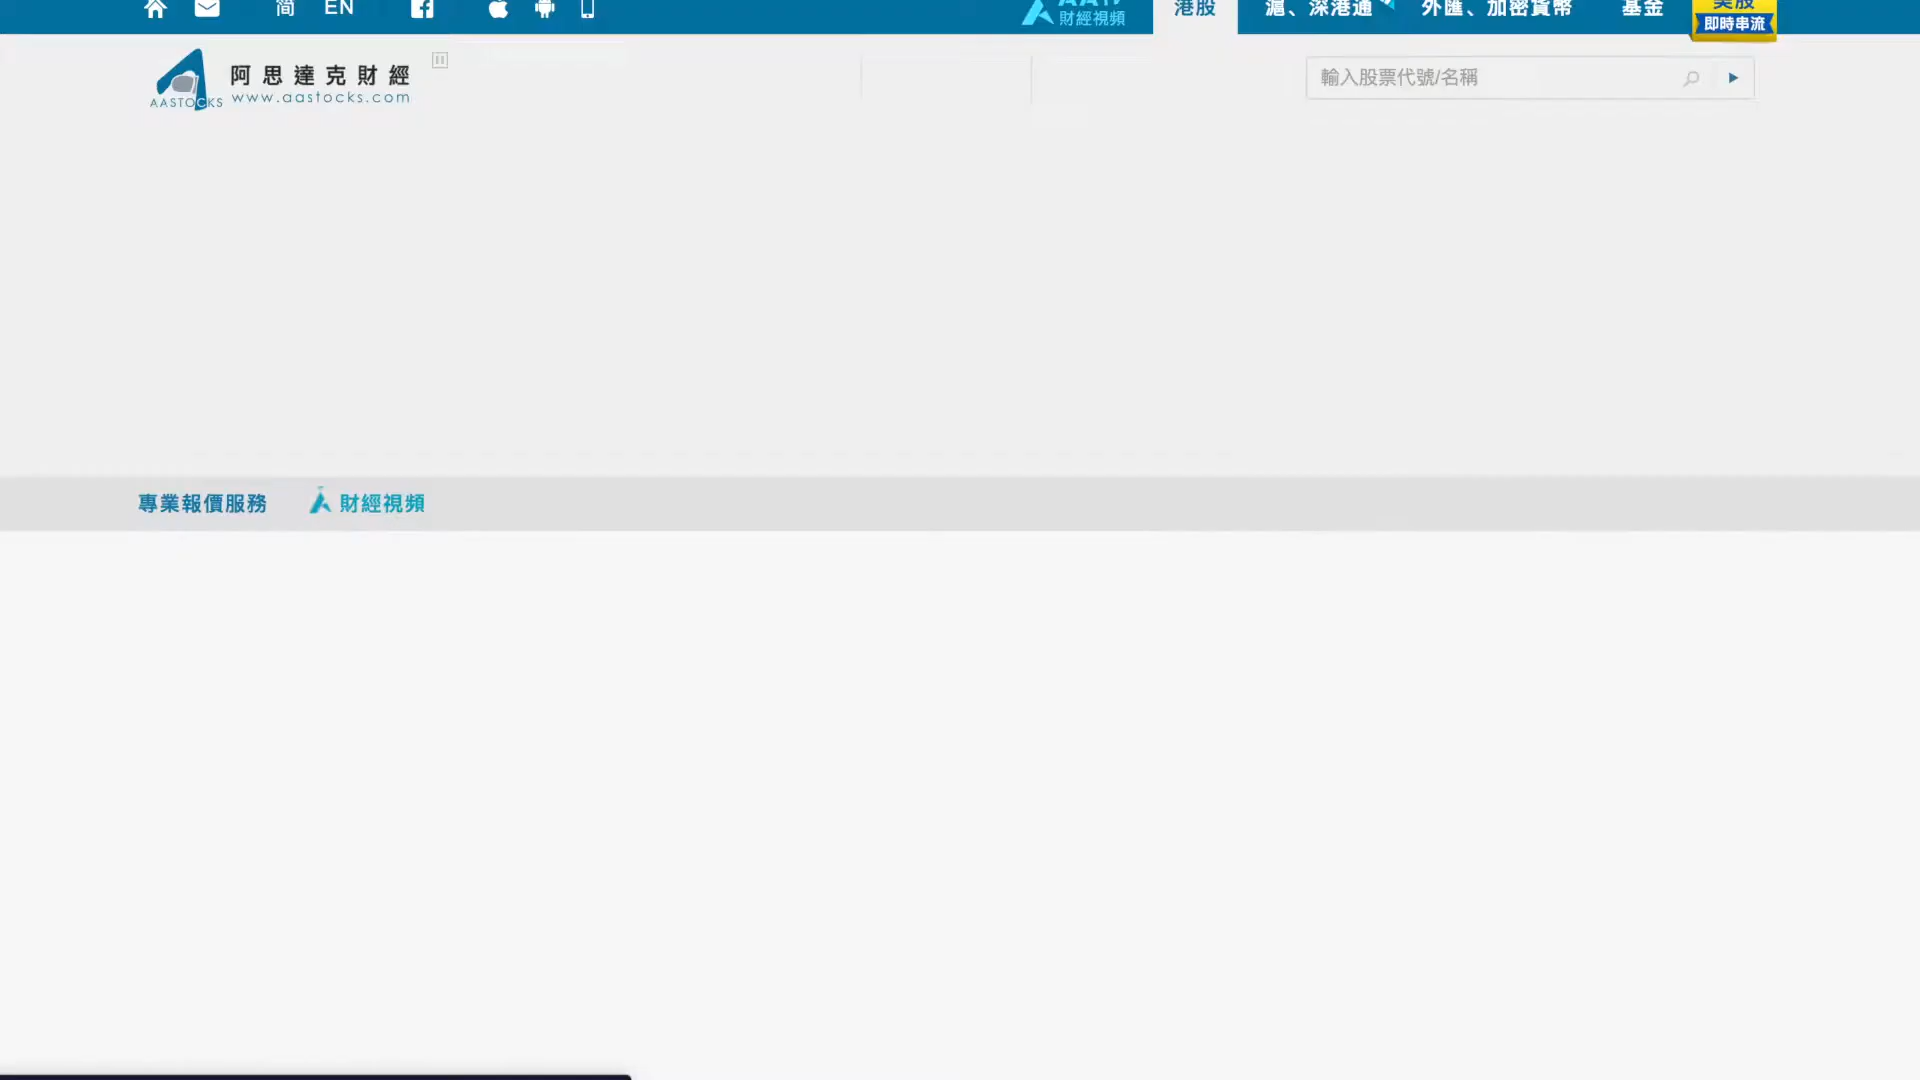 简 EN
財經視頻
港股
滬、深港通
外匯、加密貨幣
基金
即時串流
阿思達克財經
AASTOCKS www.aastocks.com
輸入股票代號/名稱
專業報價服務 財經視頻